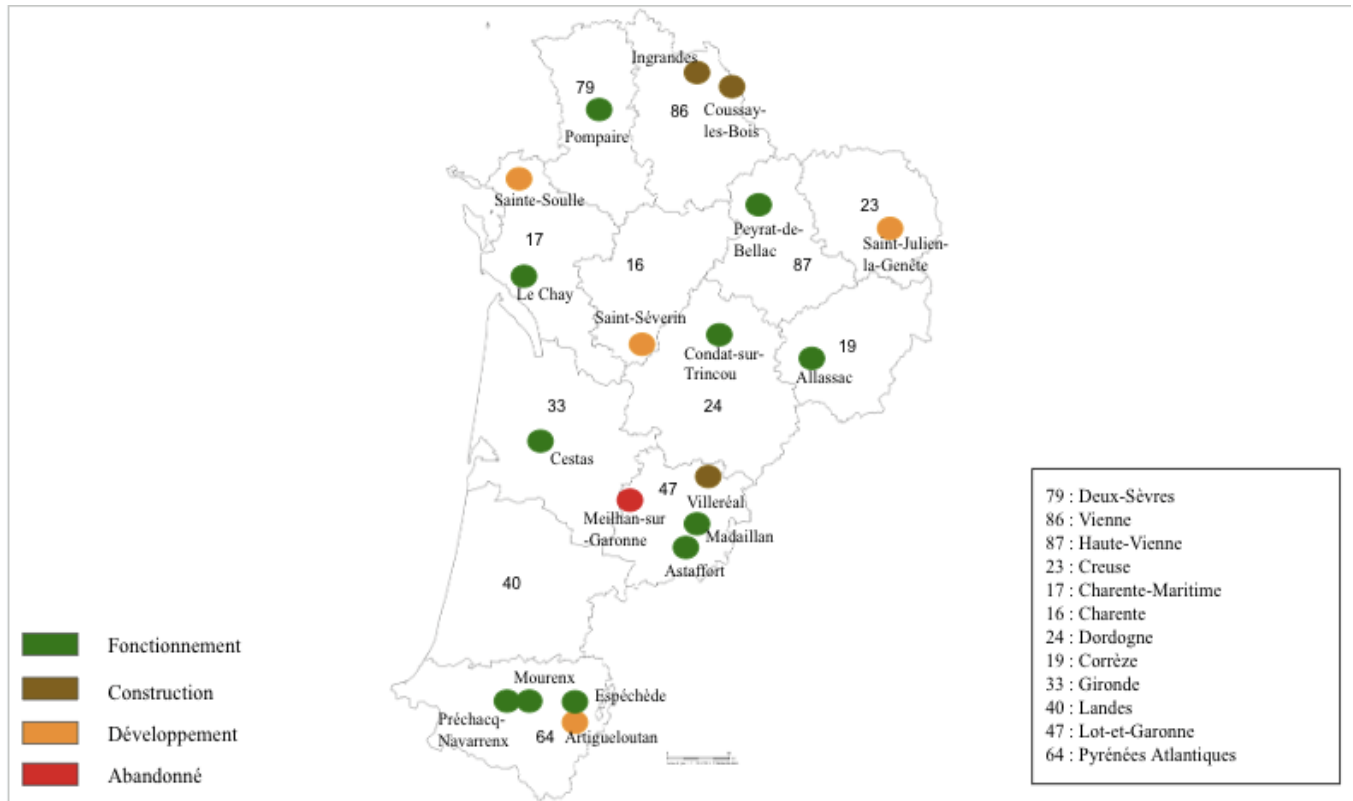 Ingrandes
79
86
Coussay-
les-Bois
Pompaire
Sainte-Soulle
23
Peyrat-de-
Bellac
Saint-Julien-
la-Genête
17
16
87
Le Chay
Saint-Séverin
Condat-sur-
Trincou
19
Allassac
33
24
Cestas
47
Villeréal
Meilhan-sur
-Garonne
Madaillan
Astaffort
40
Mourenx
Espéchède
Préchacq-
Navarrenx
64
Artigueloutan
Fonctionnement
Construction
Développement
Abandonné
79 : Deux-Sèvres
86 : Vienne
87 : Haute-Vienne
23 : Creuse
17 : Charente-Maritime
16 : Charente
24 : Dordogne
19 : Corrèze
33 : Gironde
40 : Landes
47 : Lot-et-Garonne
64 : Pyrénées Atlantiques